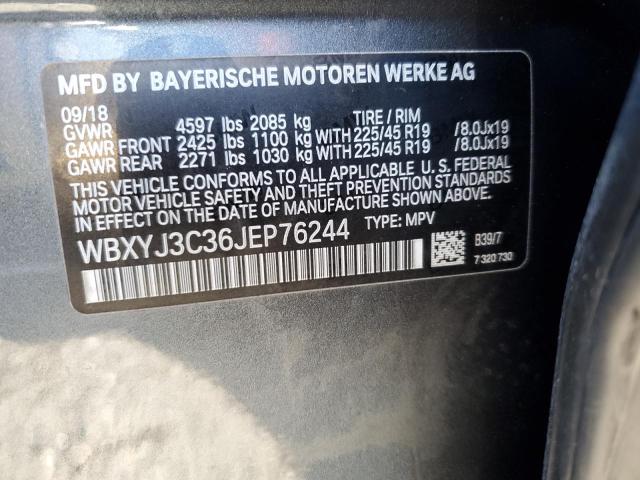 MFD BY BAYERISCHE MOTOREN WERKE AG
09/18
GVWR 4597 lbs 2085 kg TIRE / RIM
GAWR FRONT 2425 lbs 1100 kg WITH 225/45 R19 /8.0Jx19
GAWR REAR 2271 lbs 1030 kg WITH 225/45 R19 /8.0Jx19
THIS VEHICLE CONFORMS TO ALL APPLICABLE U. S. FEDERAL
MOTOR VEHICLE SAFETY AND THEFT PREVENTION STANDARDS
IN EFFECT ON THE DATE OF MANUFACTURE SHOWN ABOVE.
WBXYJ3C36JEP76244 TYPE: MPV
B39/7
7 320 730